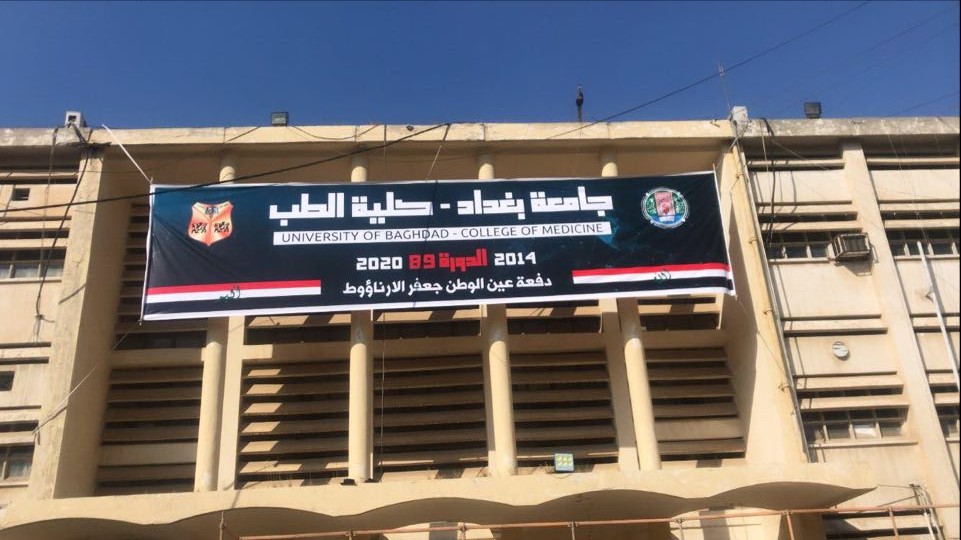 جامعة بغداد - كلية الطب
UNIVERSITY OF BAGHDAD - COLLEGE OF MEDICINE
2014 الدورة 89 2020
دفعة عين الوطن جعفر الارناؤوط